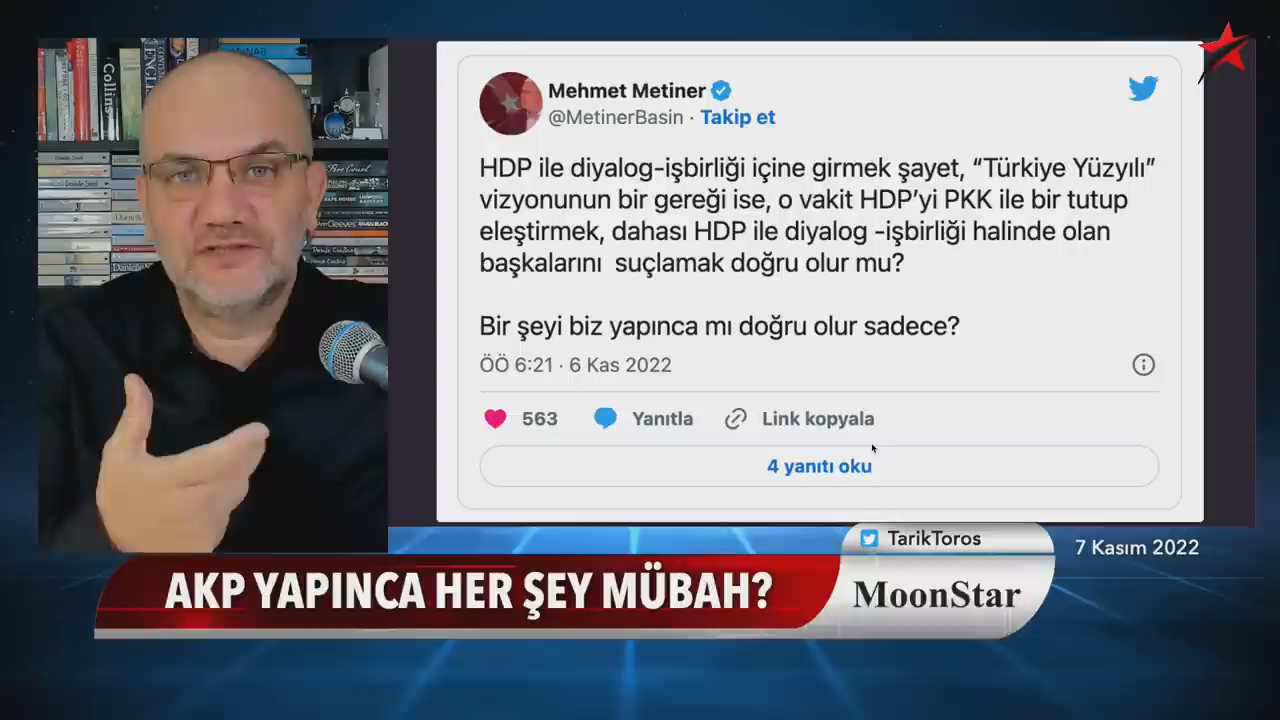 Collins
Mehmet Metiner
@MetinerBasin · Takip et
HDP ile diyalog-işbirliği içine girmek şayet, “Türkiye Yüzyılı”
vizyonunun bir gereği ise, o vakit HDP’yi PKK ile bir tutup
eleştirmek, dahası HDP ile diyalog -işbirliği halinde olan
başkalarını suçlamak doğru olur mu?
Bir şeyi biz yapınca mı doğru olur sadece?
ÖÖ 6:21 · 6 Kas 2022
563 Yanıtla Link kopyala
4 yanıtı oku
TarikToros
7 Kasım 2022
AKP YAPINCA HER ŞEY MÜBAH?
MoonStar